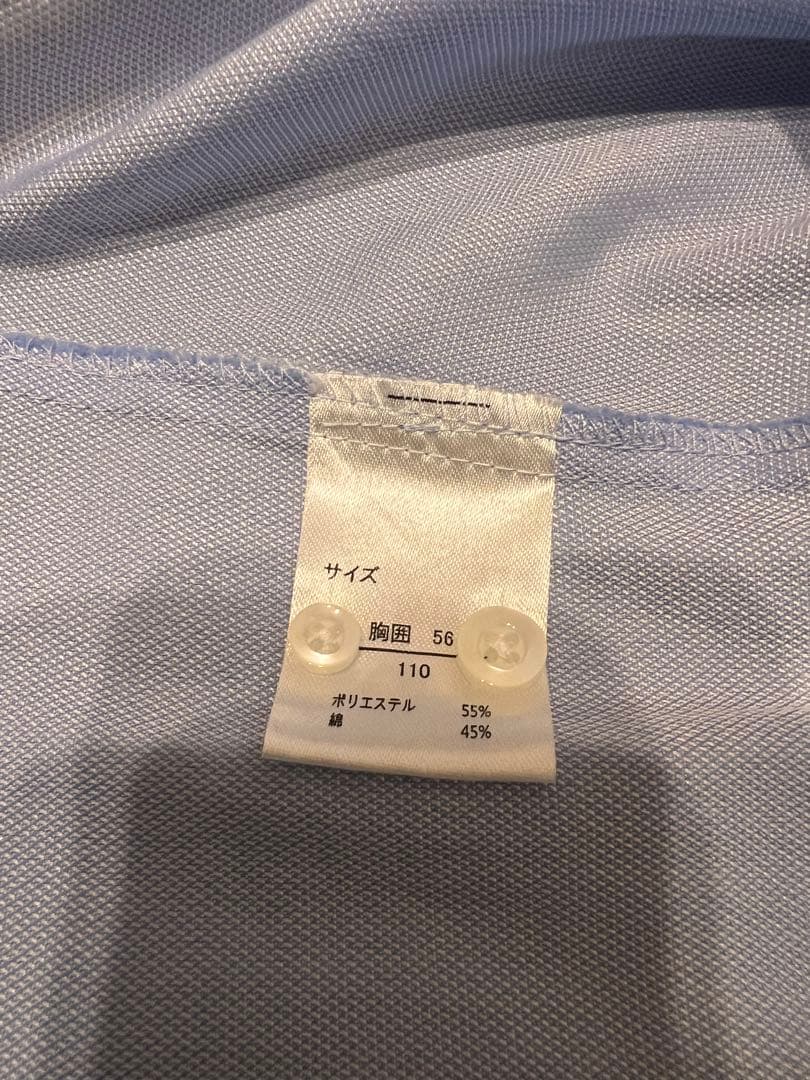 サイズ
胸囲 56
110
ポリエステル 55%
綿 45%